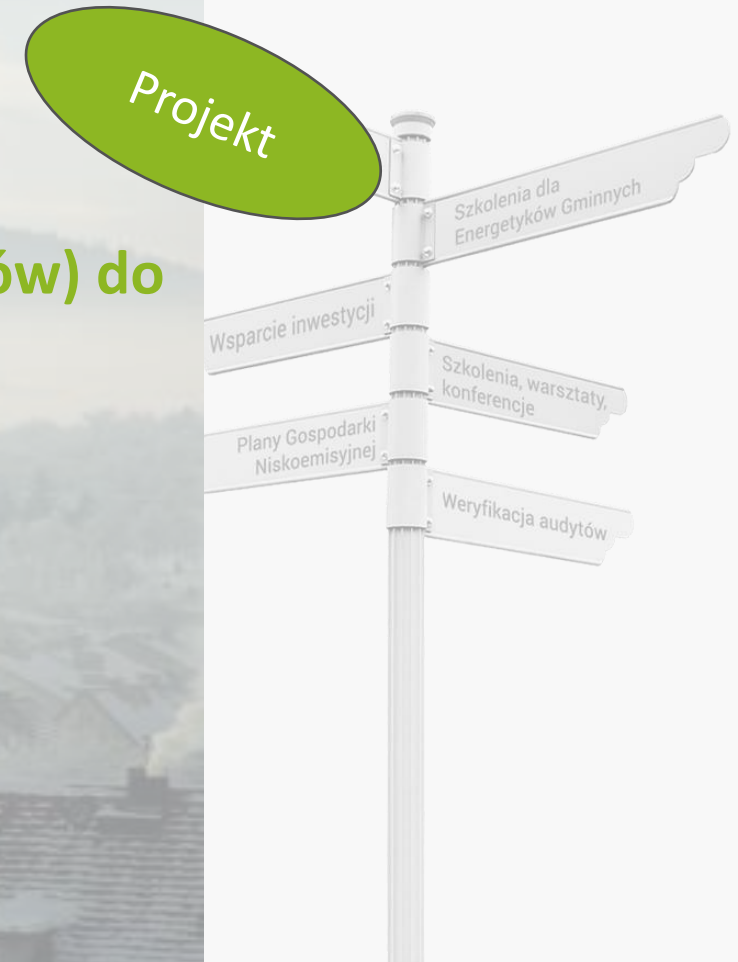 Projekt
ów) do
Szkolenia dla
Energetyków Gminnych
Wsparcie inwestycji
Szkolenia, warsztaty,
konferencje
Plany Gospodarki
Niskoemisyjnej
Weryfikacja audytów